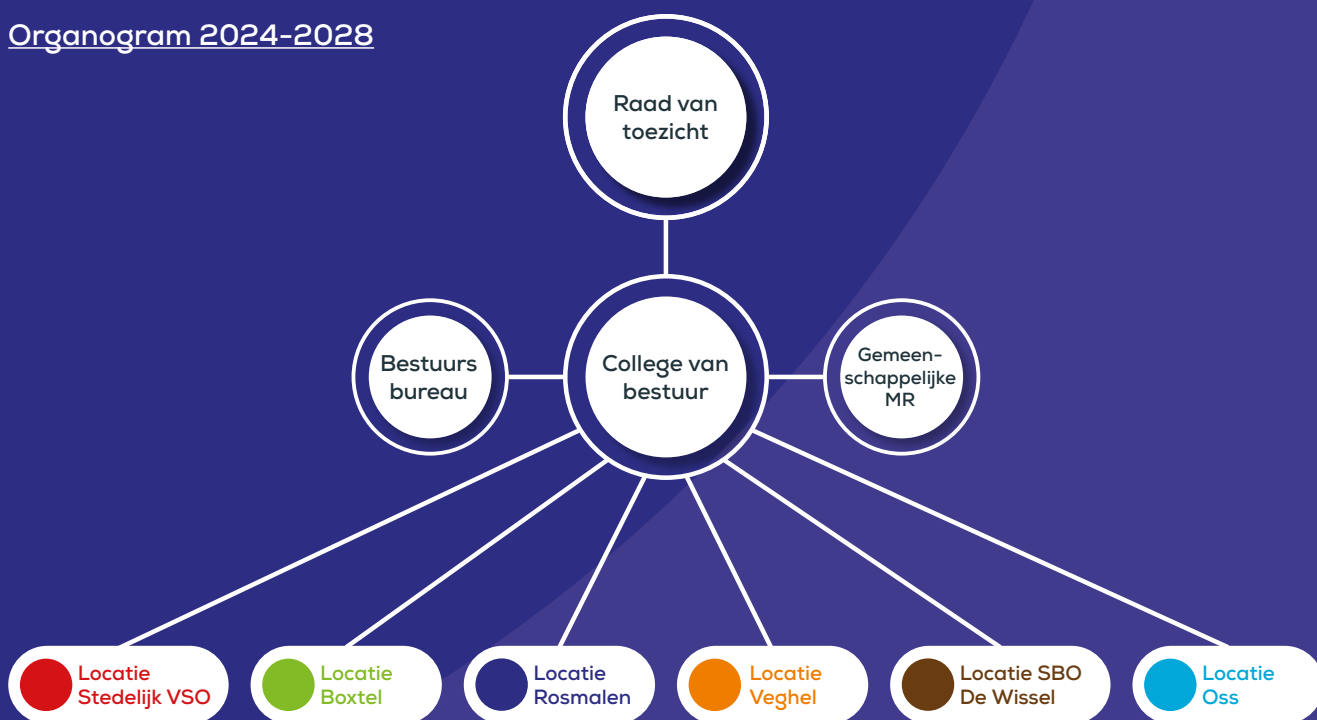 Organogram 2024-2028
Raad van
toezicht
Bestuurs
bureau
College van
bestuur
Gemeen-
schappelijke
MR
Locatie
Stedelijk VSO
Locatie
Boxtel
Locatie
Rosmalen
Locatie
Veghel
Locatie SBO
De Wissel
Locatie
Oss